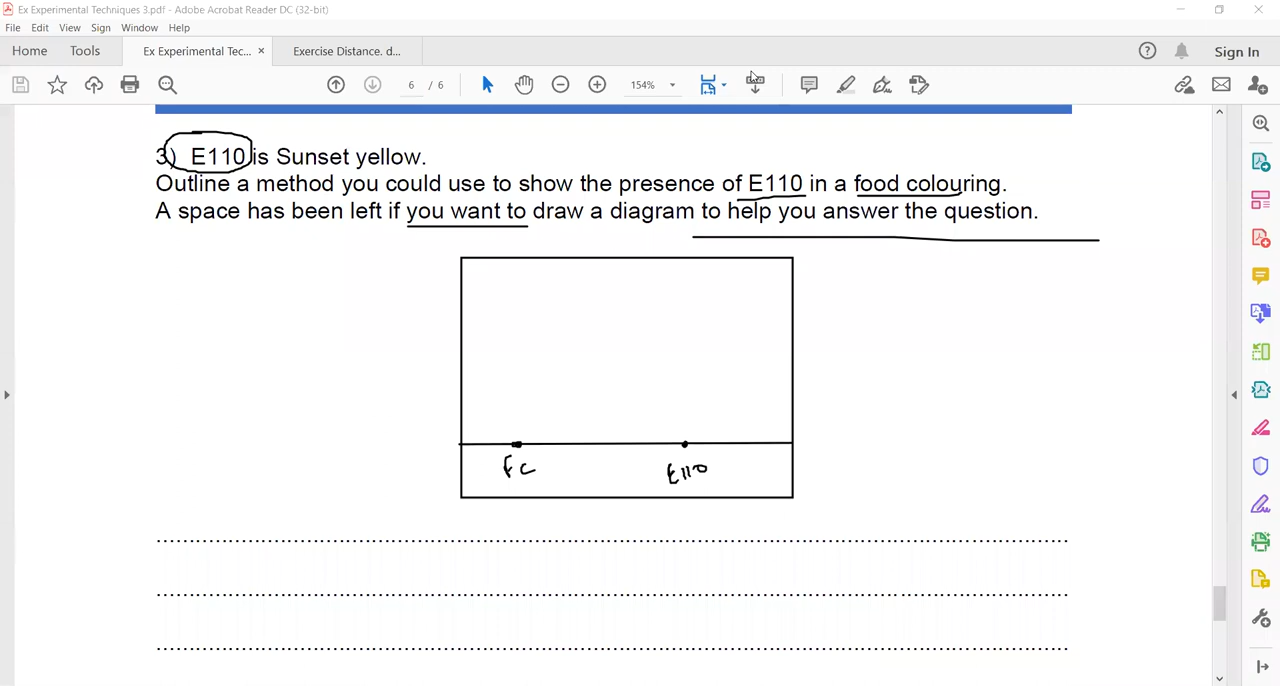 Ex Experimental Techniques 3.pdf - Adobe Acrobat Reader DC (32-bit)
File Edit View Sign Window Help
Home Tools Ex Experimental Tec... × Exercise Distance. d... Sign In
6 / 6 154%
3) E110 is Sunset yellow.
Outline a method you could use to show the presence of E110 in a food colouring.
A space has been left if you want to draw a diagram to help you answer the question.
FC E110